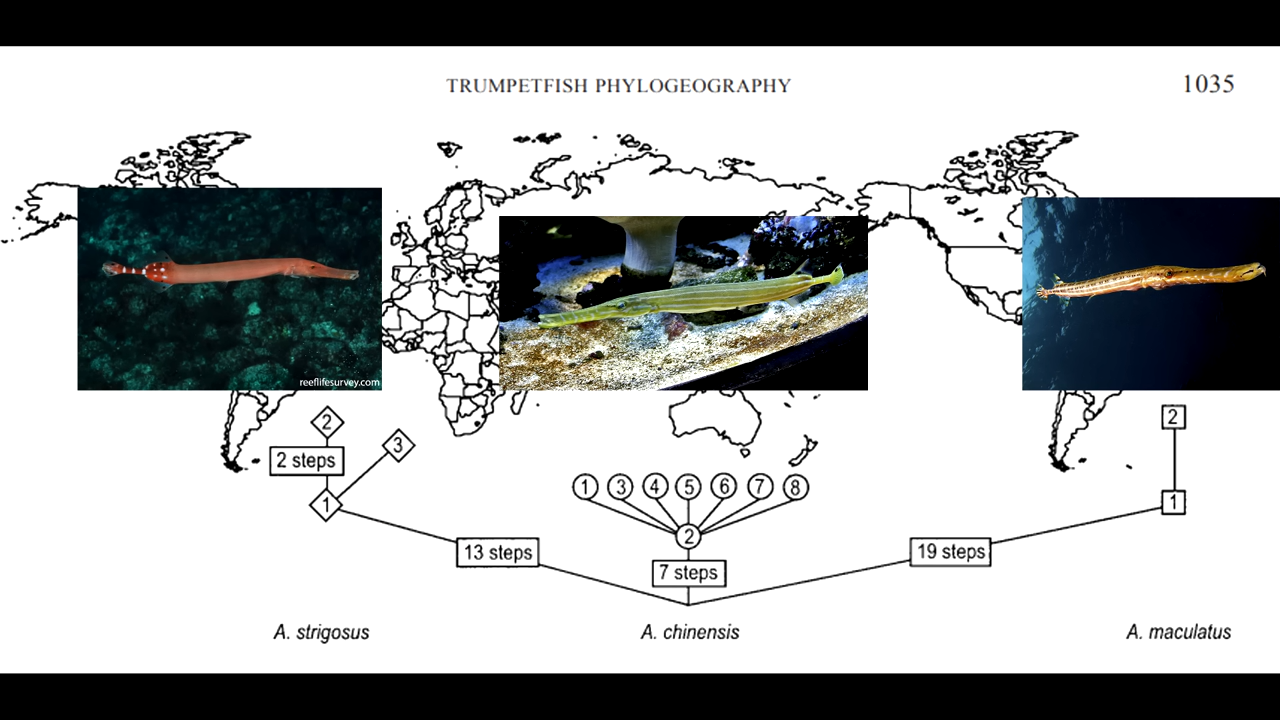 TRUMPETFISH PHYLOGEOGRAPHY 1035
reeflifesurvey.com
2
3
2 steps
1
1 3 4 5 6 7 8
2
2
1
13 steps
7 steps
19 steps
A. strigosus
A. chinensis
A. maculatus